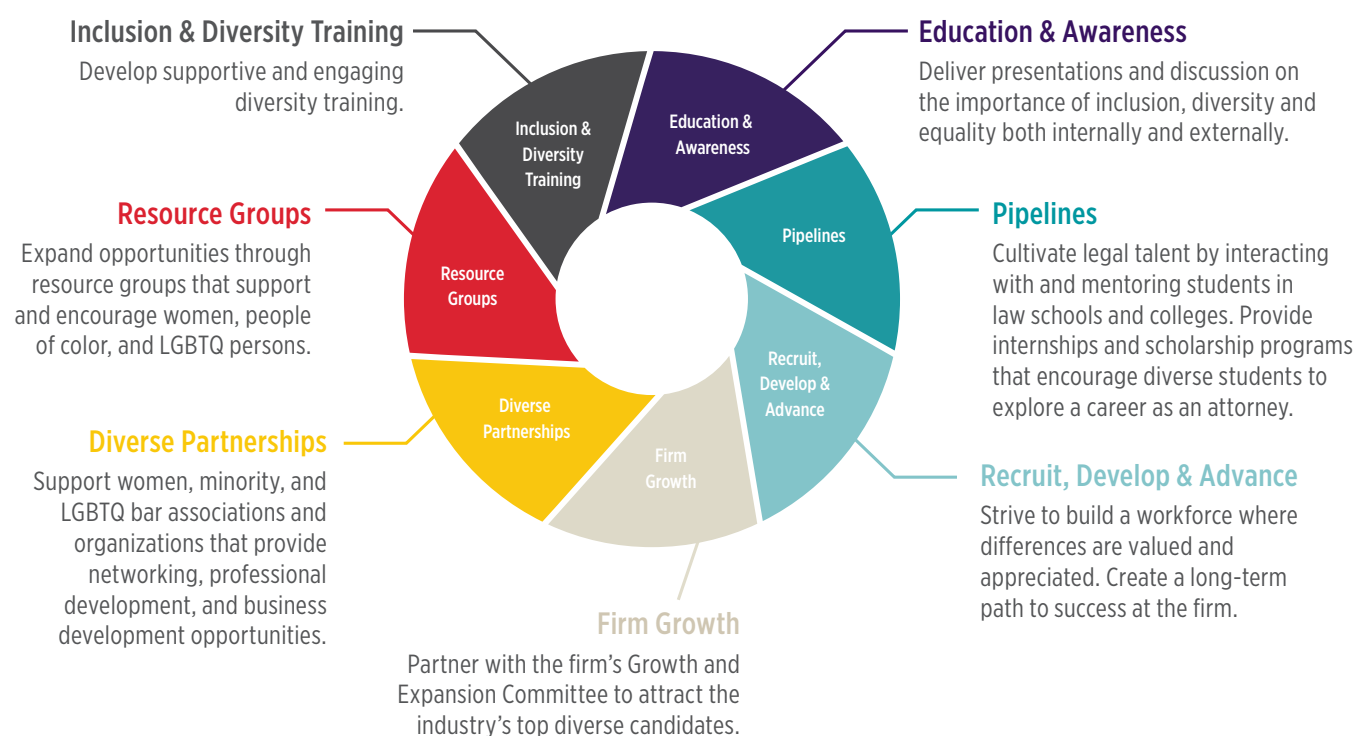 Inclusion & Diversity Training
Develop supportive and engaging
diversity training.
Education & Awareness
Deliver presentations and discussion on
the importance of inclusion, diversity and
equality both internally and externally.
Resource Groups
Expand opportunities through
resource groups that support
and encourage women, people
of color, and LGBTQ persons.
Pipelines
Cultivate legal talent by interacting
with and mentoring students in
law schools and colleges. Provide
internships and scholarship programs
that encourage diverse students to
explore a career as an attorney.
Diverse Partnerships
Support women, minority, and
LGBTQ bar associations and
organizations that provide
networking, professional
development, and business
development opportunities.
Recruit, Develop & Advance
Strive to build a workforce where
differences are valued and
appreciated. Create a long-term
path to success at the firm.
Firm Growth
Partner with the firm's Growth and
Expansion Committee to attract the
industry's top diverse candidates.
Inclusion &
Diversity
Training
Education &
Awareness
Pipelines
Recruit,
Develop &
Advance
Firm
Growth
Diverse
Partnerships
Resource
Groups